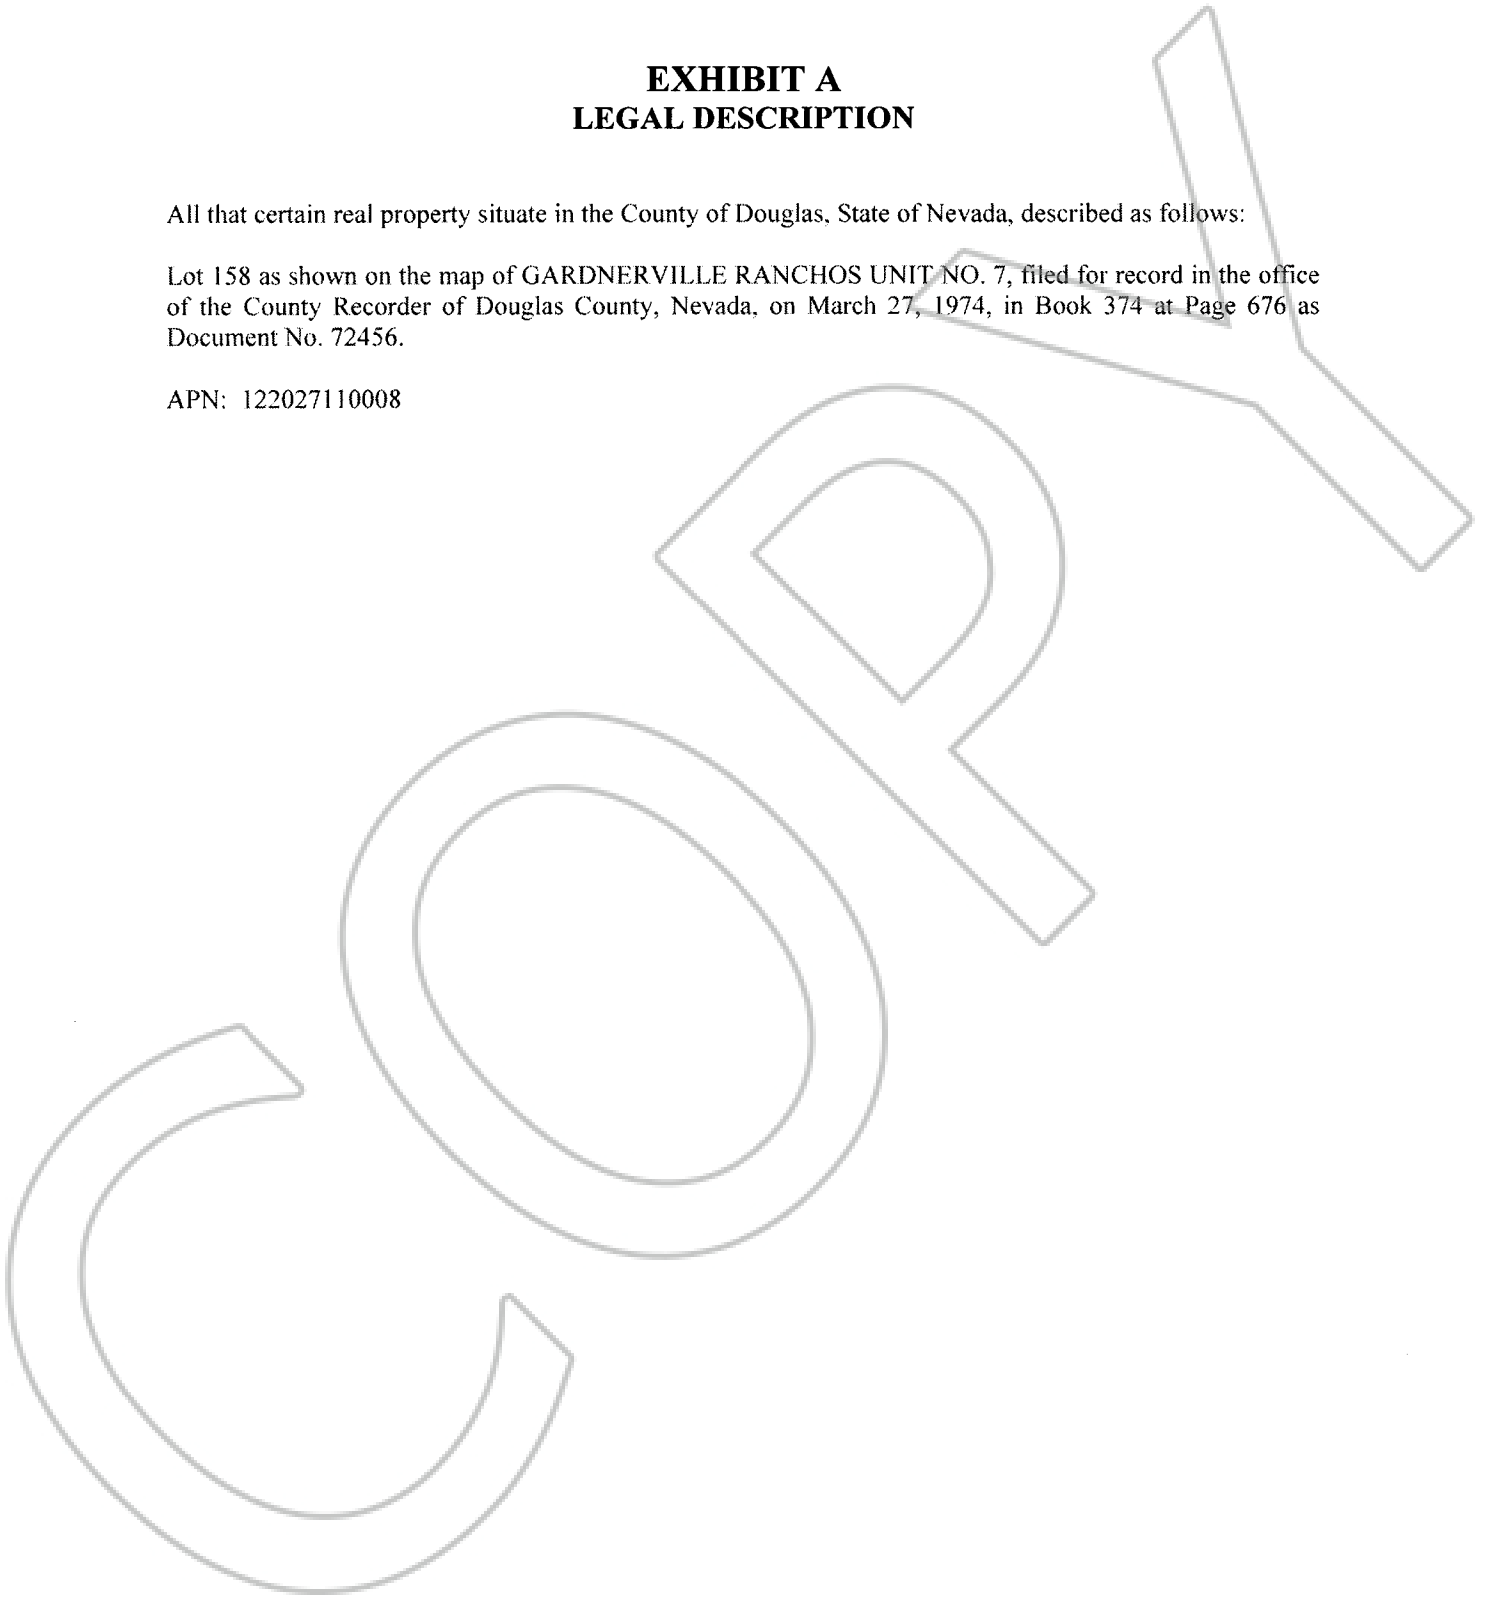 EXHIBIT A
LEGAL DESCRIPTION
All that certain real property situate in the County of Douglas, State of Nevada, described as follows:
Lot 158 as shown on the map of GARDNERVILLE RANCHOS UNIT NO. 7, filed for record in the office
of the County Recorder of Douglas County, Nevada, on March 27, 1974, in Book 374 at Page 676 as
Document No. 72456.
APN: 122027110008
COPY